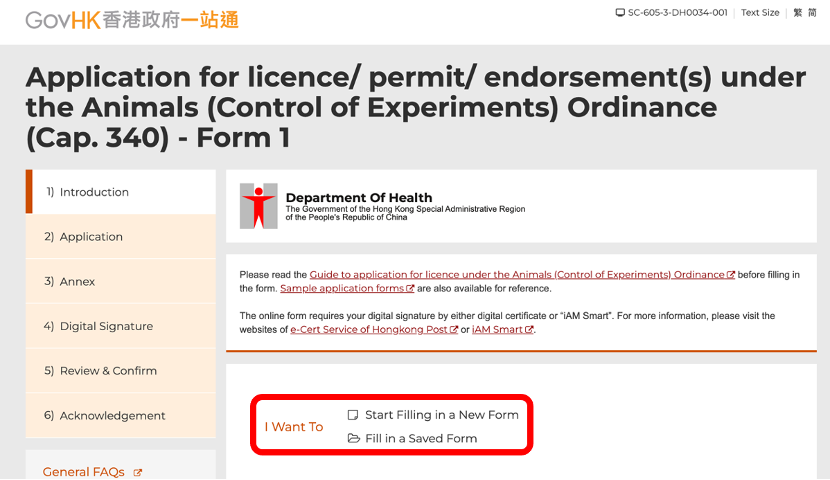 GovHK香港政府一站通
SC-605-3-DH0034-001 Text Size 繁 简
Application for licence/ permit/ endorsement(s) under
the Animals (Control of Experiments) Ordinance
(Cap. 340) - Form 1
1) Introduction
2) Application
3) Annex
4) Digital Signature
5) Review & Confirm
6) Acknowledgement
General FAQs
Department Of Health
The Government of the Hong Kong Special Administrative Region
of the People's Republic of China
Please read the Guide to application for licence under the Animals (Control of Experiments) Ordinance before filling in
the form. Sample application forms are also available for reference.
The online form requires your digital signature by either digital certificate or "iAM Smart". For more information, please visit the
websites of e-Cert Service of Hongkong Post or iAM Smart.
I Want To
Start Filling in a New Form
Fill in a Saved Form